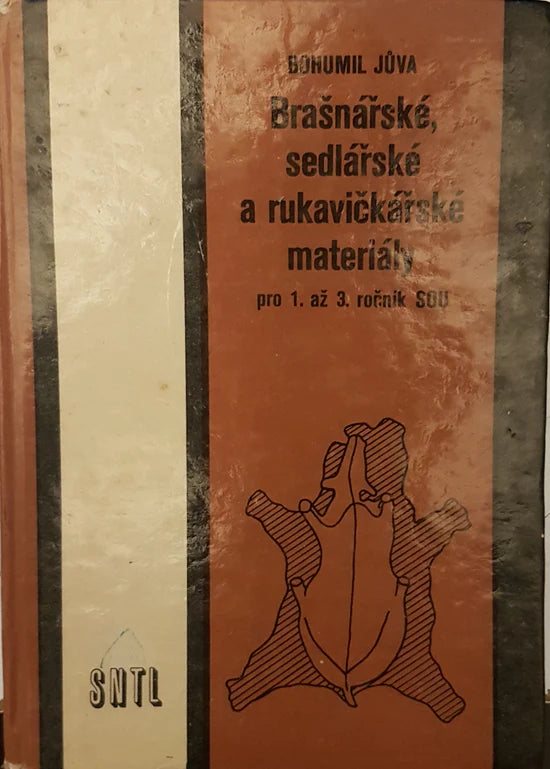 BOHUMIL JŮVA
Brašnářské,
sedlářské
a rukavičkářské
materiály
pro 1. až 3. ročník SOU
SNTL